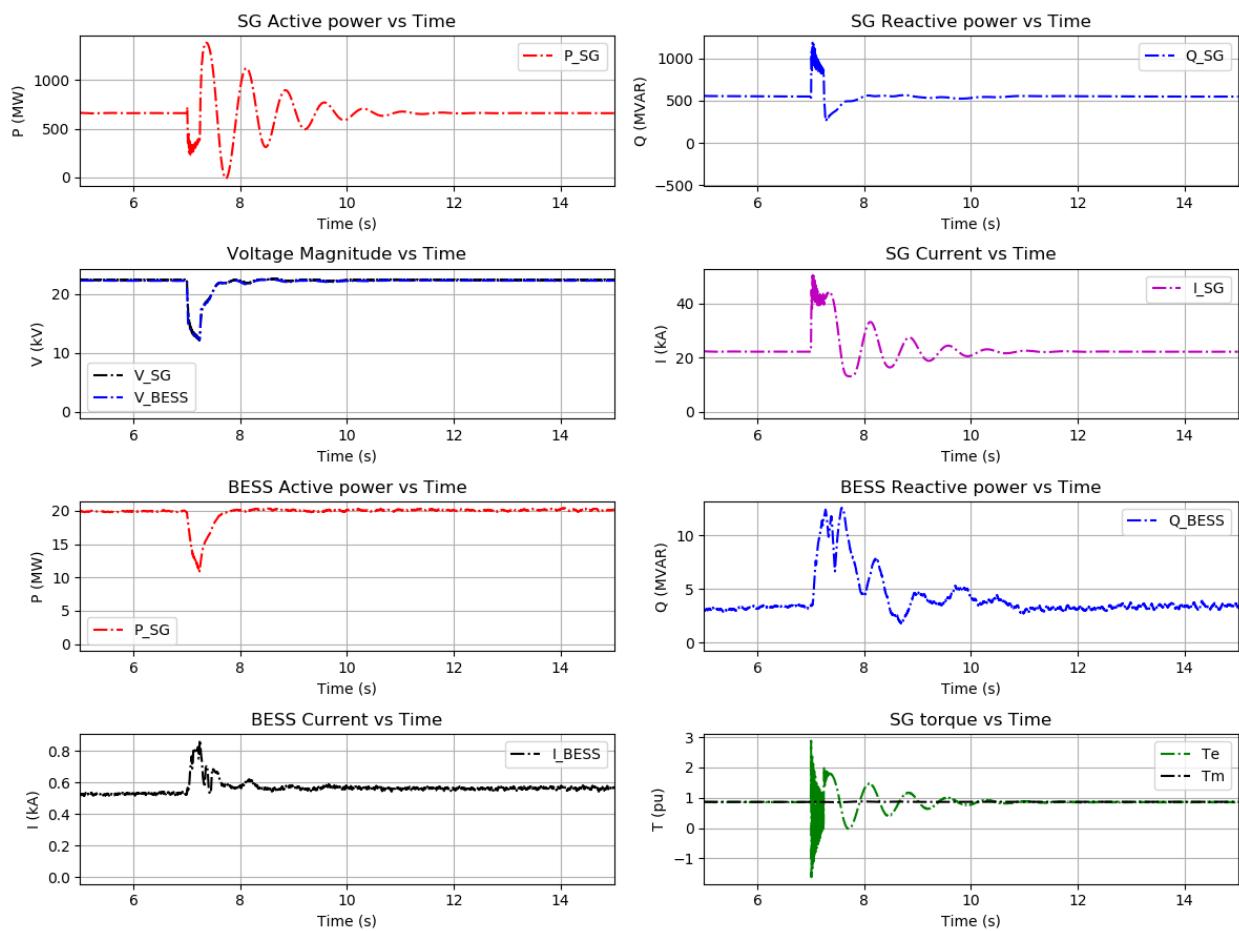 SG Active power vs Time
P (MW)
1000
500
0
P_SG
6 8 10 12 14
Time (s)
SG Reactive power vs Time
Q (MVAR)
1000
500
0
−500
Q_SG
6 8 10 12 14
Time (s)
Voltage Magnitude vs Time
V (kV)
20
10
0
V_SG
V_BESS
6 8 10 12 14
Time (s)
SG Current vs Time
I (kA)
40
20
0
I_SG
6 8 10 12 14
Time (s)
BESS Active power vs Time
P (MW)
20
15
10
5
0
P_SG
6 8 10 12 14
Time (s)
BESS Reactive power vs Time
Q (MVAR)
10
5
0
Q_BESS
6 8 10 12 14
Time (s)
BESS Current vs Time
I (kA)
0.8
0.6
0.4
0.2
0.0
I_BESS
6 8 10 12 14
Time (s)
SG torque vs Time
T (pu)
3
2
1
0
−1
Te
Tm
6 8 10 12 14
Time (s)